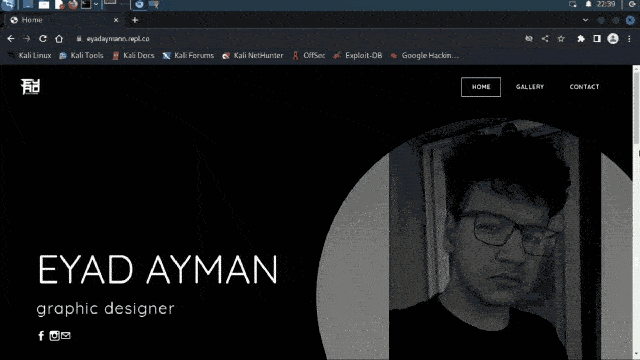 22:39
Home
eyadaymann.repl.co
Kali Linux Kali Tools Kali Docs Kali Forums Kali NetHunter OffSec Exploit-DB Google Hackin...
HOME GALLERY CONTACT
EYAD AYMAN
graphic designer